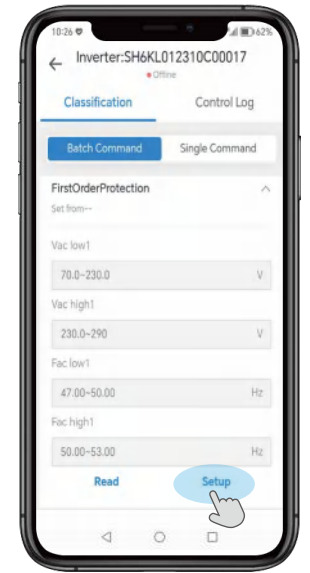 10:26 62%
Inverter:SH6KL012310C00017
Offline
Classification Control Log
Batch Command Single Command
FirstOrderProtection
Set from--
Vac low1
70.0~230.0 V
Vac high1
230.0~290 V
Fac low1
47.00~50.00 Hz
Fac high1
50.00~53.00 Hz
Read Setup